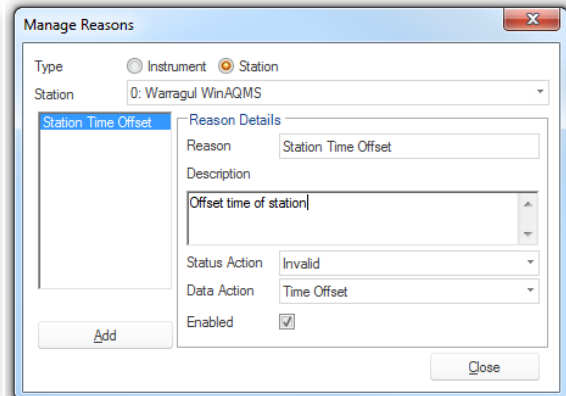 Manage Reasons
Type Instrument Station
Station 0: Warragul WinAQMS
Station Time Offset
Reason Details
Reason Station Time Offset
Description
Offset time of station
Status Action Invalid
Data Action Time Offset
Enabled
Add
Close